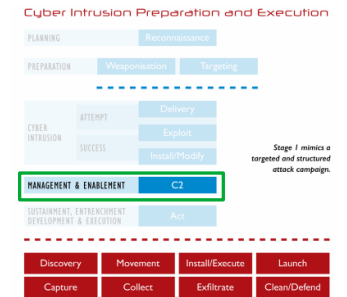 Cyber Intrusion Preparation and Execution
PLANNING Reconnaissance
PREPARATION Weaponisation Targeting
Delivery
ATTEMPT
CYBER INTRUSION Exploit
SUCCESS Install/Modify
Stage 1 mimics a
targeted and structured
attack campaign.
MANAGEMENT & ENABLEMENT C2
SUSTAINMENT, ENTRENCHMENT
DEVELOPMENT & EXECUTION Act
Discovery Movement Install/Execute Launch
Capture Collect Exfiltrate Clean/Defend